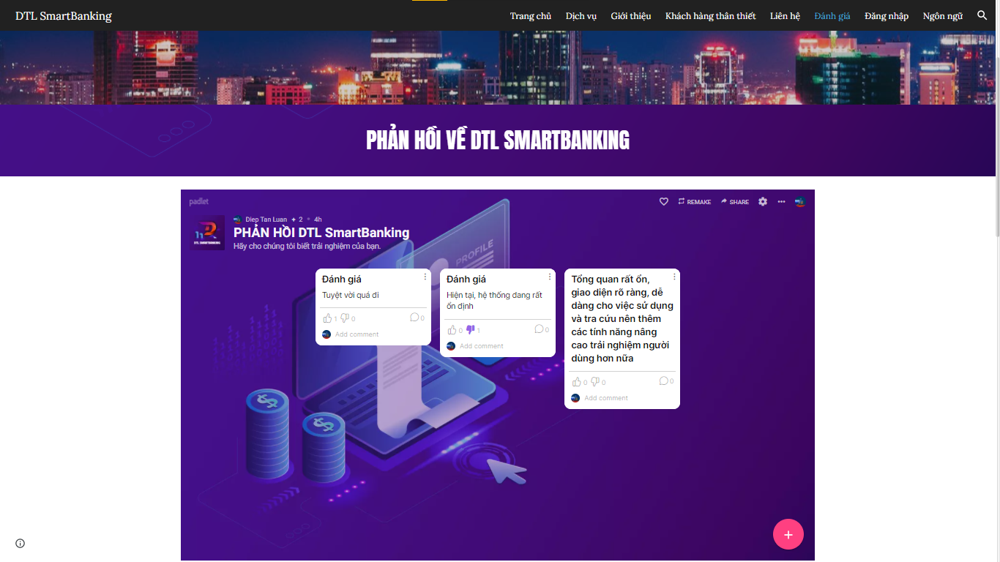 DTL SmartBanking
Trang chủ
Dịch vụ
Giới thiệu
Khách hàng thân thiết
Liên hệ
Đánh giá
Đăng nhập
Ngôn ngữ
PHẢN HỒI VỀ DTL SMARTBANKING
padlet
REMAKE
SHARE
Diep Tan Luan + 2 • 4h
PHẢN HỒI DTL SmartBanking
Hãy cho chúng tôi biết trải nghiệm của bạn.
DTL SMARTBANKING
PROFILE
Đánh giá
Tuyệt vời quá đi
1 0 0
Add comment
Đánh giá
Hiện tại, hệ thống đang rất
ổn định
0 1 0
Add comment
Tổng quan rất ổn,
giao diện rõ ràng, dễ
dàng cho việc sử dụng
và tra cứu nên thêm
các tính năng nâng
cao trải nghiệm người
dùng hơn nữa
0 0 0
Add comment
$
$